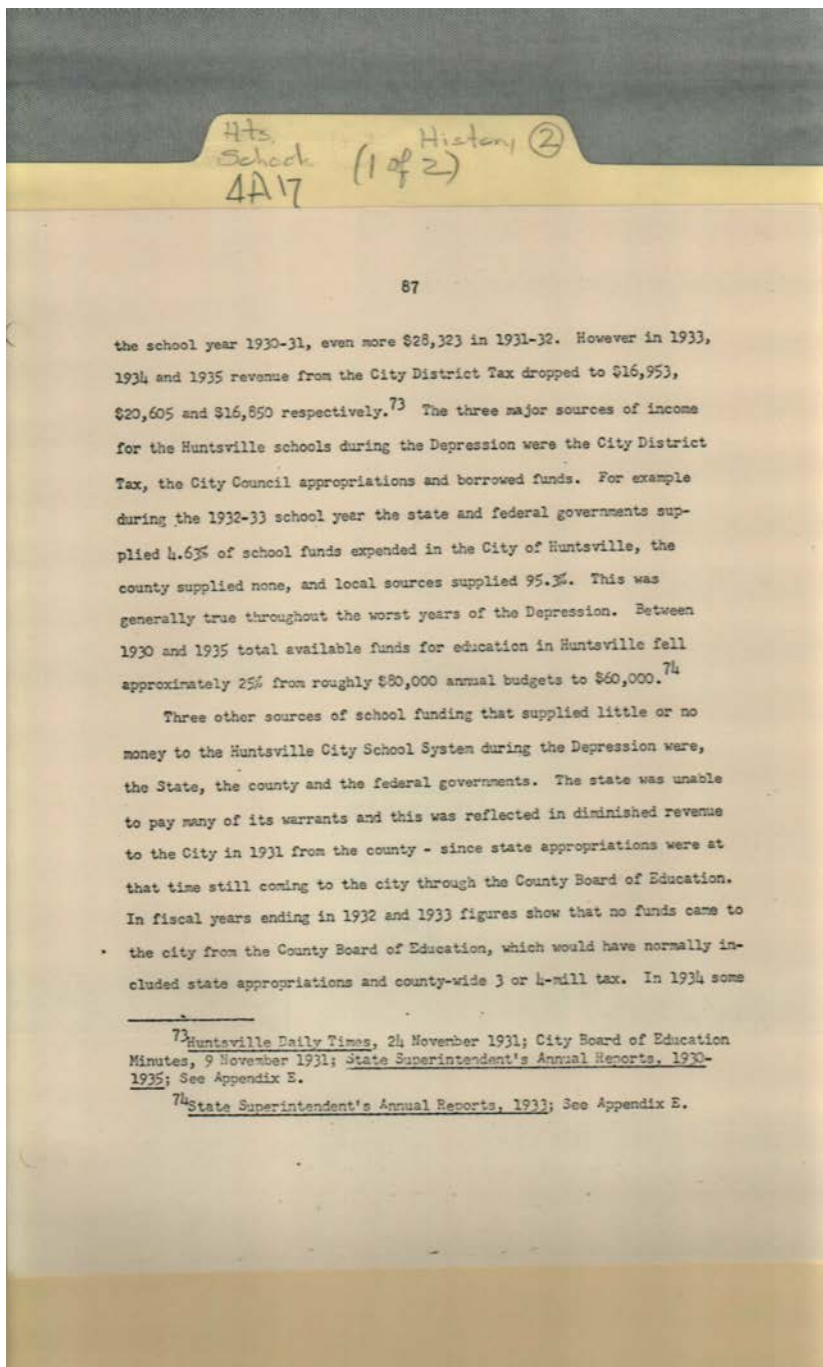 Hts. History ②
School (1 of 2)
4A17
87
the school year 1930-31, even more $28,323 in 1931-32. However in 1933,
1934 and 1935 revenue from the City District Tax dropped to $16,953,
$20,605 and $16,850 respectively.73 The three major sources of income
for the Huntsville schools during the Depression were the City District
Tax, the City Council appropriations and borrowed funds. For example
during the 1932-33 school year the state and federal governments sup-
plied 4.63% of school funds expended in the City of Huntsville, the
county supplied none, and local sources supplied 95.3%. This was
generally true throughout the worst years of the Depression. Between
1930 and 1935 total available funds for education in Huntsville fell
approximately 25% from roughly $80,000 annual budgets to $60,000.74
Three other sources of school funding that supplied little or no
money to the Huntsville City School System during the Depression were,
the State, the county and the federal governments. The state was unable
to pay many of its warrants and this was reflected in diminished revenue
to the City in 1931 from the county - since state appropriations were at
that time still coming to the city through the County Board of Education.
In fiscal years ending in 1932 and 1933 figures show that no funds came to
the city from the County Board of Education, which would have normally in-
cluded state appropriations and county-wide 3 or 4-mill tax. In 1934 some
73Huntsville Daily Times, 24 November 1931; City Board of Education
Minutes, 9 November 1931; State Superintendent's Annual Reports, 1930-
1935; See Appendix E.
74State Superintendent's Annual Reports, 1933; See Appendix E.